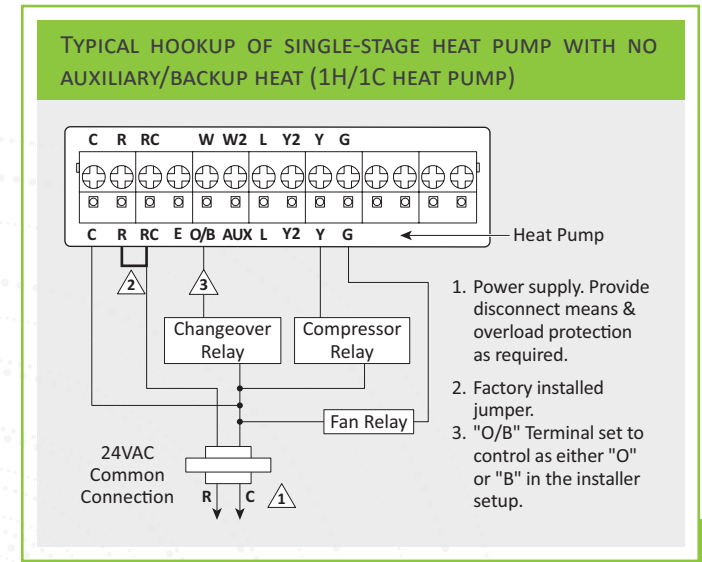 TYPICAL HOOKUP OF SINGLE-STAGE HEAT PUMP WITH NO
AUXILIARY/BACKUP HEAT (1H/1C HEAT PUMP)
C R RC W W2 L Y2 Y G
C R RC E O/B AUX L Y2 Y G
Heat Pump
2
3
Changeover
Relay
Compressor
Relay
Fan Relay
24VAC
Common
Connection
R C 1
1. Power supply. Provide
disconnect means &
overload protection
as required.
2. Factory installed
jumper.
3. "O/B" Terminal set to
control as either "O"
or "B" in the installer
setup.